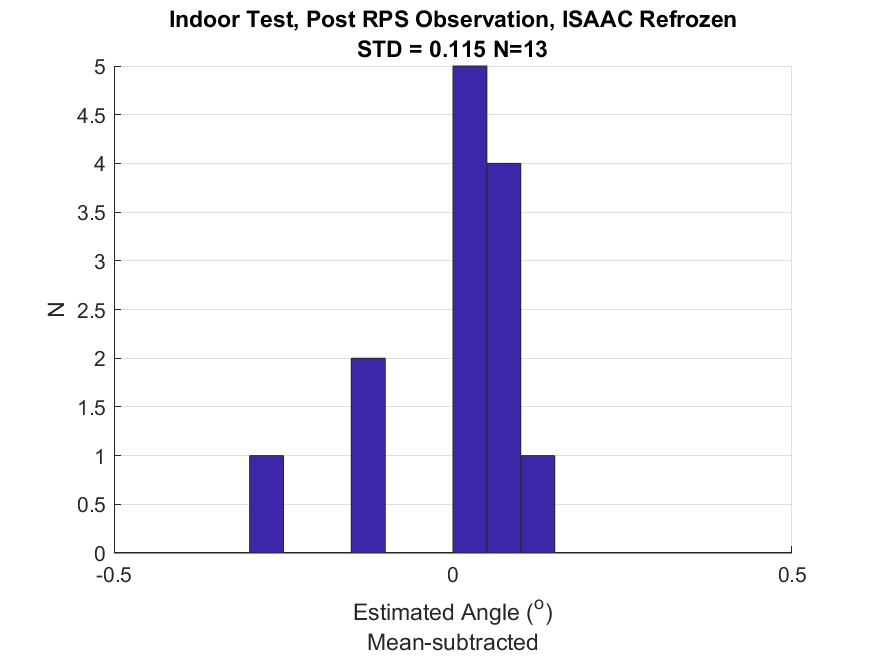 Indoor Test, Post RPS Observation, ISAAC Refrozen
STD = 0.115 N=13
5
4.5
4
3.5
3
2.5
2
1.5
1
0.5
0
N
-0.5
0
0.5
Estimated Angle (o)
Mean-subtracted